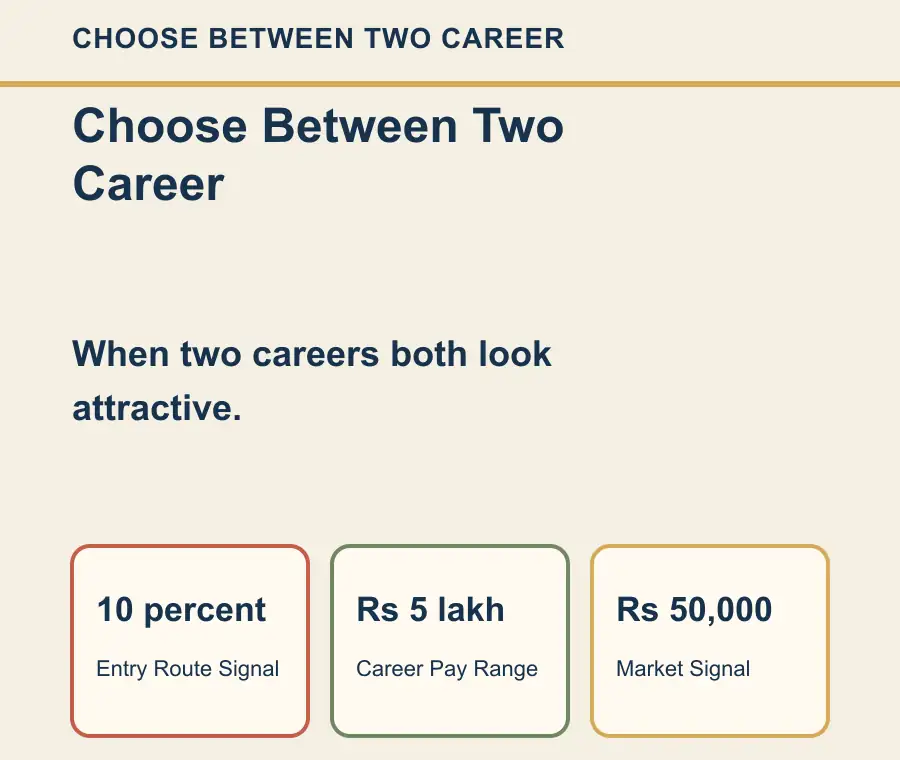 CHOOSE BETWEEN TWO CAREER
Choose Between Two
Career
When two careers both look
attractive.
10 percent
Entry Route Signal
Rs 5 lakh
Career Pay Range
Rs 50,000
Market Signal